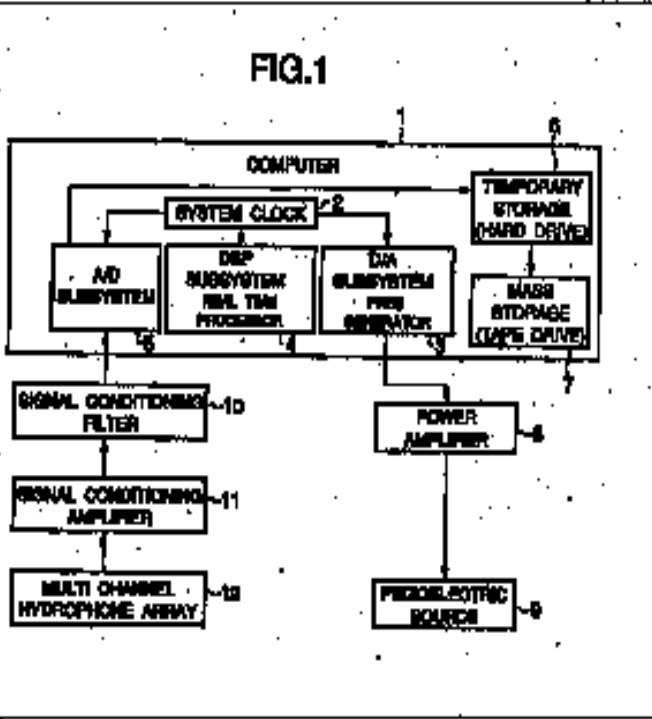 FIG.1
1
6
COMPUTER
TEMPORARY
STORAGE
(HARD DRIVE)
SYSTEM CLOCK
2
A/D
SUBSYSTEM
5
DSP
SUBSYSTEM
REAL TIME
PROCESSOR
4
D/A
SUBSYSTEM
GENERATOR
3
MASS
STORAGE
(TAPE DRIVE)
7
SIGNAL CONDITIONING
FILTER
10
POWER
AMPLIFIER
8
SIGNAL CONDITIONING
AMPLIFIER
11
MULTI CHANNEL
HYDROPHONE ARRAY
12
PIEZOELECTRIC
SOURCE
9